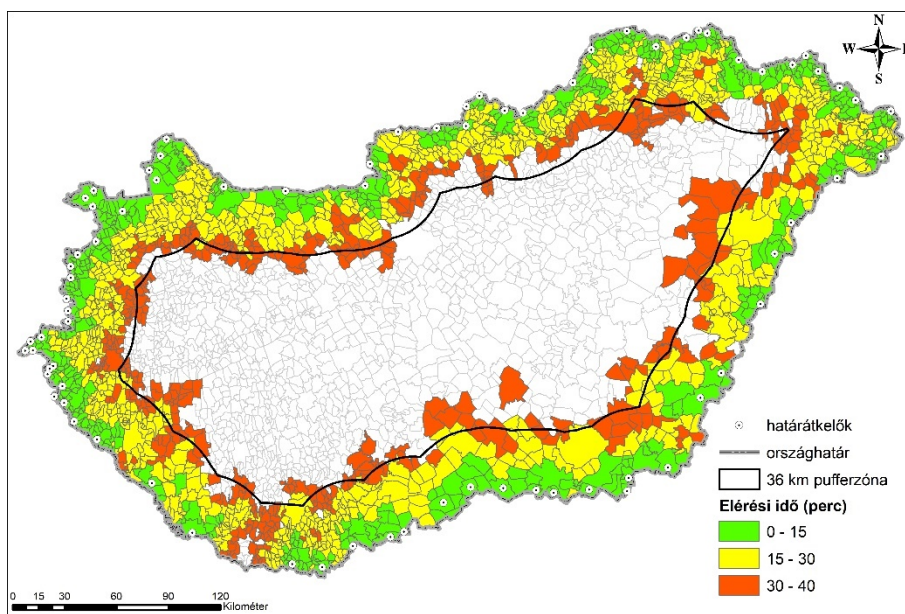 N
W
S
határátkelők
országhatár
36 km pufferzóna
Elérési idő (perc)
0 - 15
15 - 30
30 - 40
0 15 30 60 90 120
Kilométer